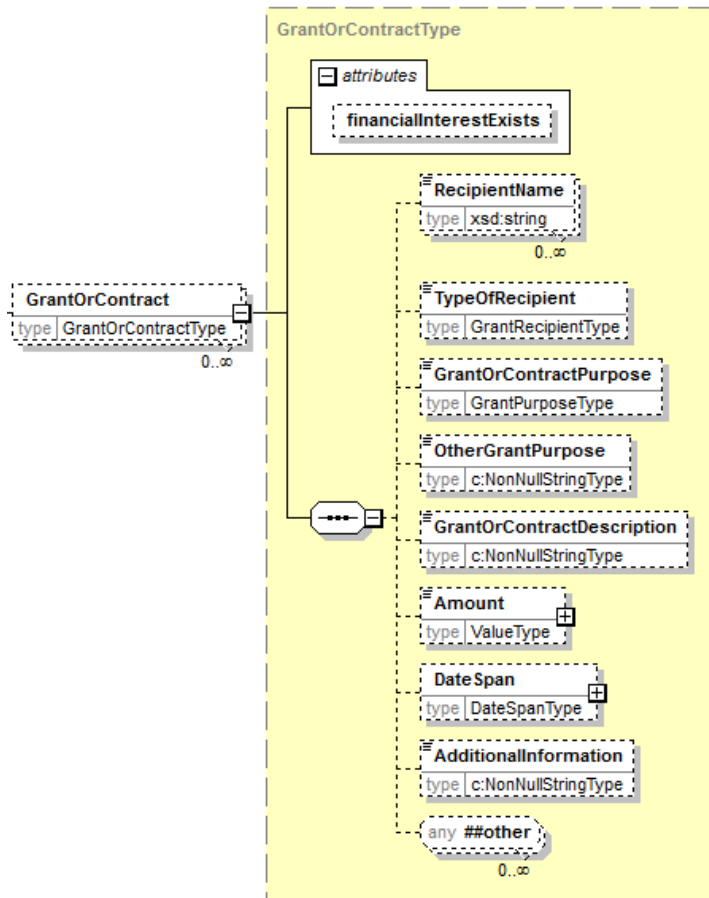 GrantOrContractType
attributes
financialInterestExists
RecipientName
type xsd:string
0..∞
GrantOrContract
type GrantOrContractType
0..∞
TypeOfRecipient
type GrantRecipientType
GrantOrContractPurpose
type GrantPurposeType
OtherGrantPurpose
type c:NonNullStringType
GrantOrContractDescription
type c:NonNullStringType
Amount
type ValueType
DateSpan
type DateSpanType
AdditionalInformation
type c:NonNullStringType
any ##other
0..∞